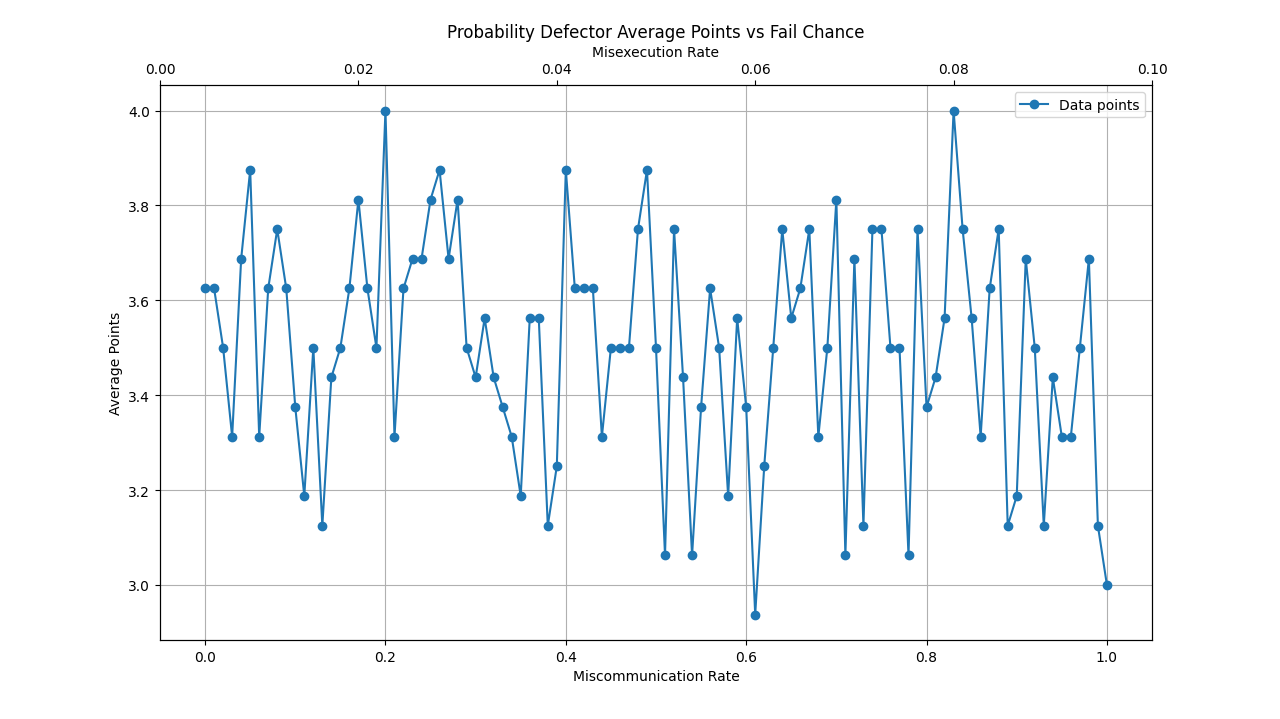 Probability Defector Average Points vs Fail Chance
Misexecution Rate
0.00 0.02 0.04 0.06 0.08 0.10
Data points
4.0
3.8
3.6
3.4
3.2
3.0
Average Points
0.0 0.2 0.4 0.6 0.8 1.0
Miscommunication Rate